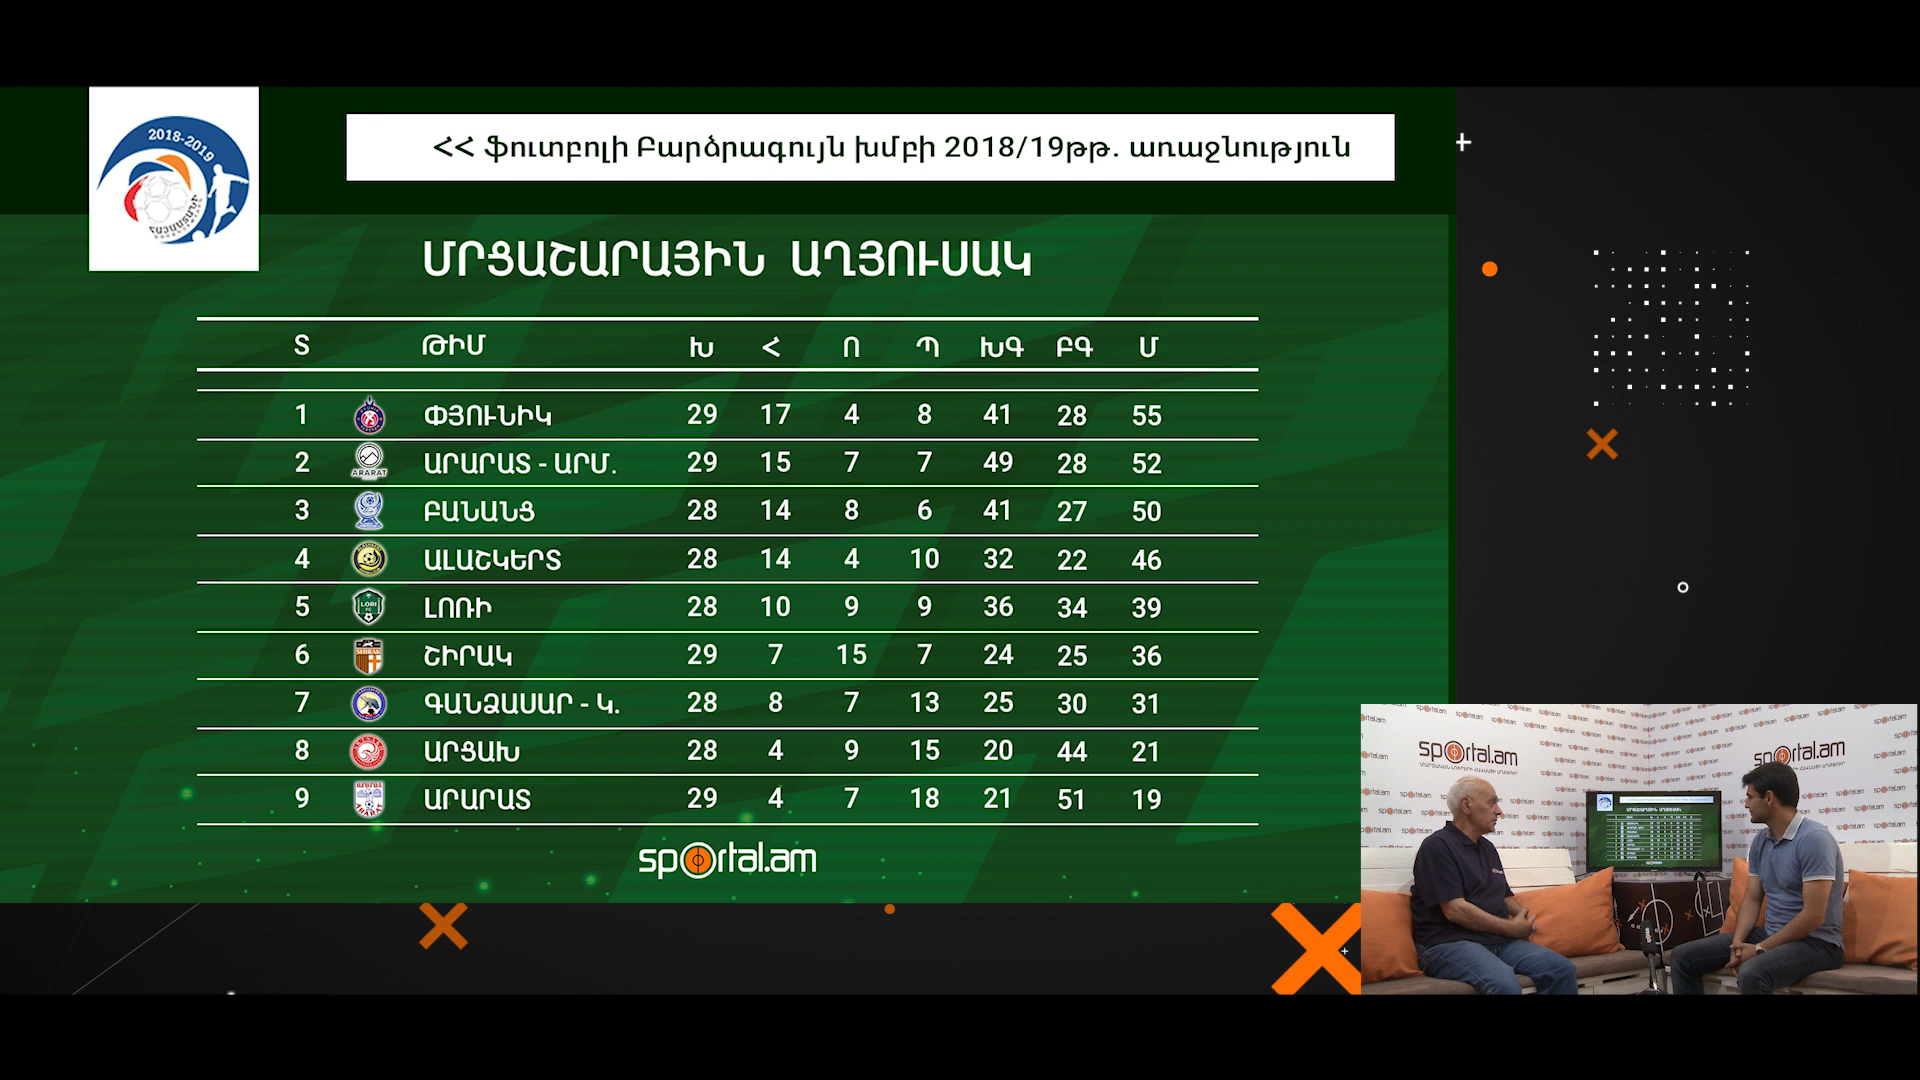 2018-2019
ՀԱՅԱՍՏԱՆԻ
ՀՀ ֆուտբոլի Բարձրագույն խմբի 2018/19թթ. առաջնություն
ՄՐՑԱՇԱՐԱՅԻՆ ԱՂՅՈՒՍԱԿ
Տ ԹԻՄ Խ Հ Ո Պ ԽԳ ԲԳ Մ
1 ՓՅՈՒՆԻԿ 29 17 4 8 41 28 55
2 ARARAT ԱՐԱՐԱՏ - ԱՐՄ. 29 15 7 7 49 28 52
3 ԲԱՆԱՆՑ 28 14 8 6 41 27 50
4 ԱԼԱՇԿԵՐՏ 28 14 4 10 32 22 46
5 LORI FC ԼՈՌԻ 28 10 9 9 36 34 39
6 SHIRAK ՇԻՐԱԿ 29 7 15 7 24 25 36
7 ԳԱՆՁԱՍԱՐ - Կ. 28 8 7 13 25 30 31
8 ԱՐՑԱԽ 28 4 9 15 20 44 21
9 ԱՐԱՐԱՏ 29 4 7 18 21 51 19
sportal.am
sportal.am
sportal.am